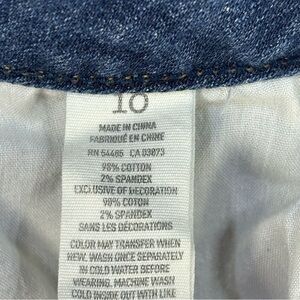 10
MADE IN CHINA
FABRIQUÉ EN CHINE
RN 54485 CA 03873
98% COTTON
2% SPANDEX
EXCLUSIVE OF DECORATION
98% COTON
2% SPANDEX
SANS LES DÉCORATIONS
COLOR MAY TRANSFER WHEN
NEW. WASH ONCE SEPARATELY
IN COLD WATER BEFORE
WEARING. MACHINE WASH
COLD INSIDE OUT WITH LIKE